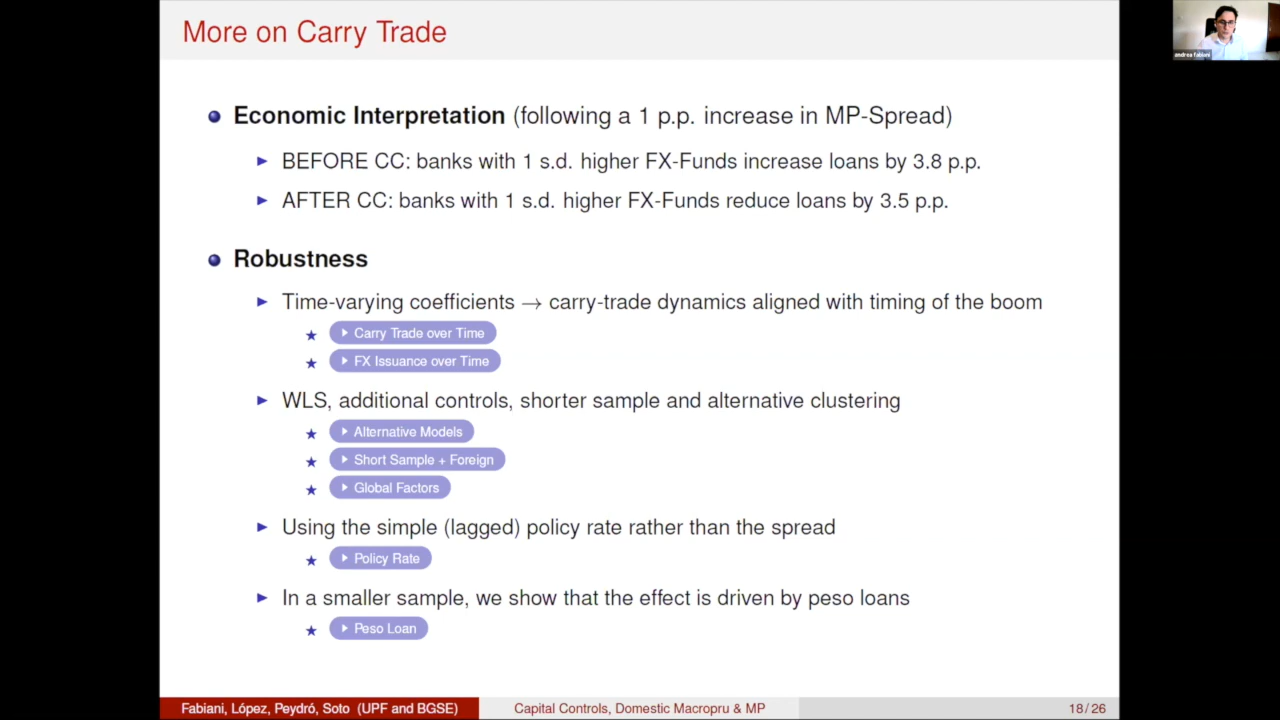 More on Carry Trade
andrea fabiani
Economic Interpretation (following a 1 p.p. increase in MP-Spread)
BEFORE CC: banks with 1 s.d. higher FX-Funds increase loans by 3.8 p.p.
AFTER CC: banks with 1 s.d. higher FX-Funds reduce loans by 3.5 p.p.
Robustness
Time-varying coefficients → carry-trade dynamics aligned with timing of the boom
Carry Trade over Time
FX Issuance over Time
WLS, additional controls, shorter sample and alternative clustering
Alternative Models
Short Sample + Foreign
Global Factors
Using the simple (lagged) policy rate rather than the spread
Policy Rate
In a smaller sample, we show that the effect is driven by peso loans
Peso Loan
Fabiani, López, Peydró, Soto (UPF and BGSE)
Capital Controls, Domestic Macropru & MP
18 / 26